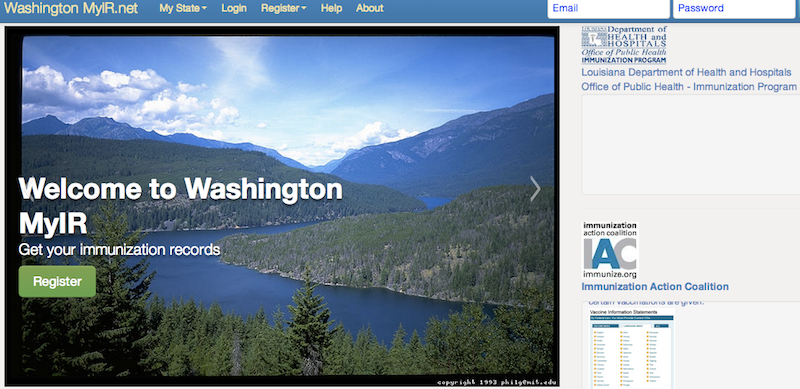 Washington MyIR.net
My State
Login
Register
Help
About
Email
Password
Welcome to Washington
MyIR
Get your immunization records
Register
copyright 1993 philg@mit.edu
Department of
HEALTH and
HOSPITALS
Office of Public Health
IMMUNIZATION PROGRAM
Louisiana Department of Health and Hospitals
Office of Public Health - Immunization Program
immunization
action coalition
IAC
immunize.org
Immunization Action Coalition
certain vaccinations are given.
Vaccine Information Statements